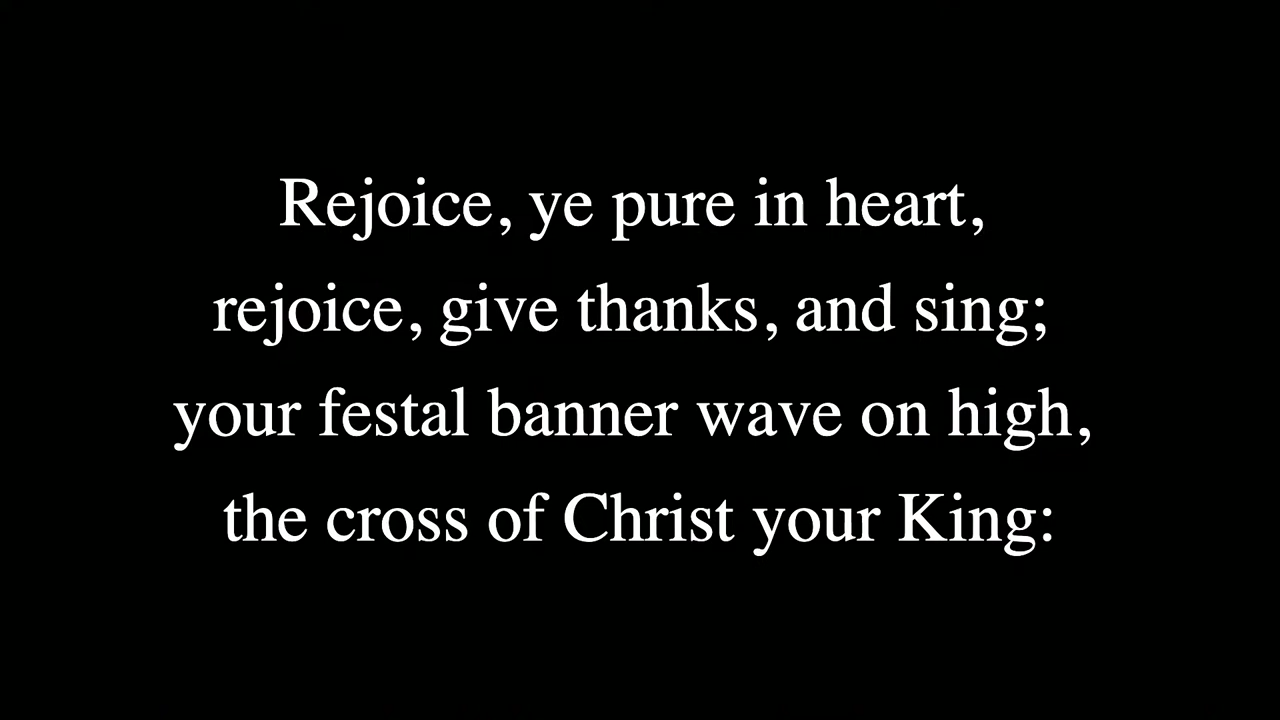 Rejoice, ye pure in heart,
rejoice, give thanks, and sing;
your festal banner wave on high,
the cross of Christ your King: